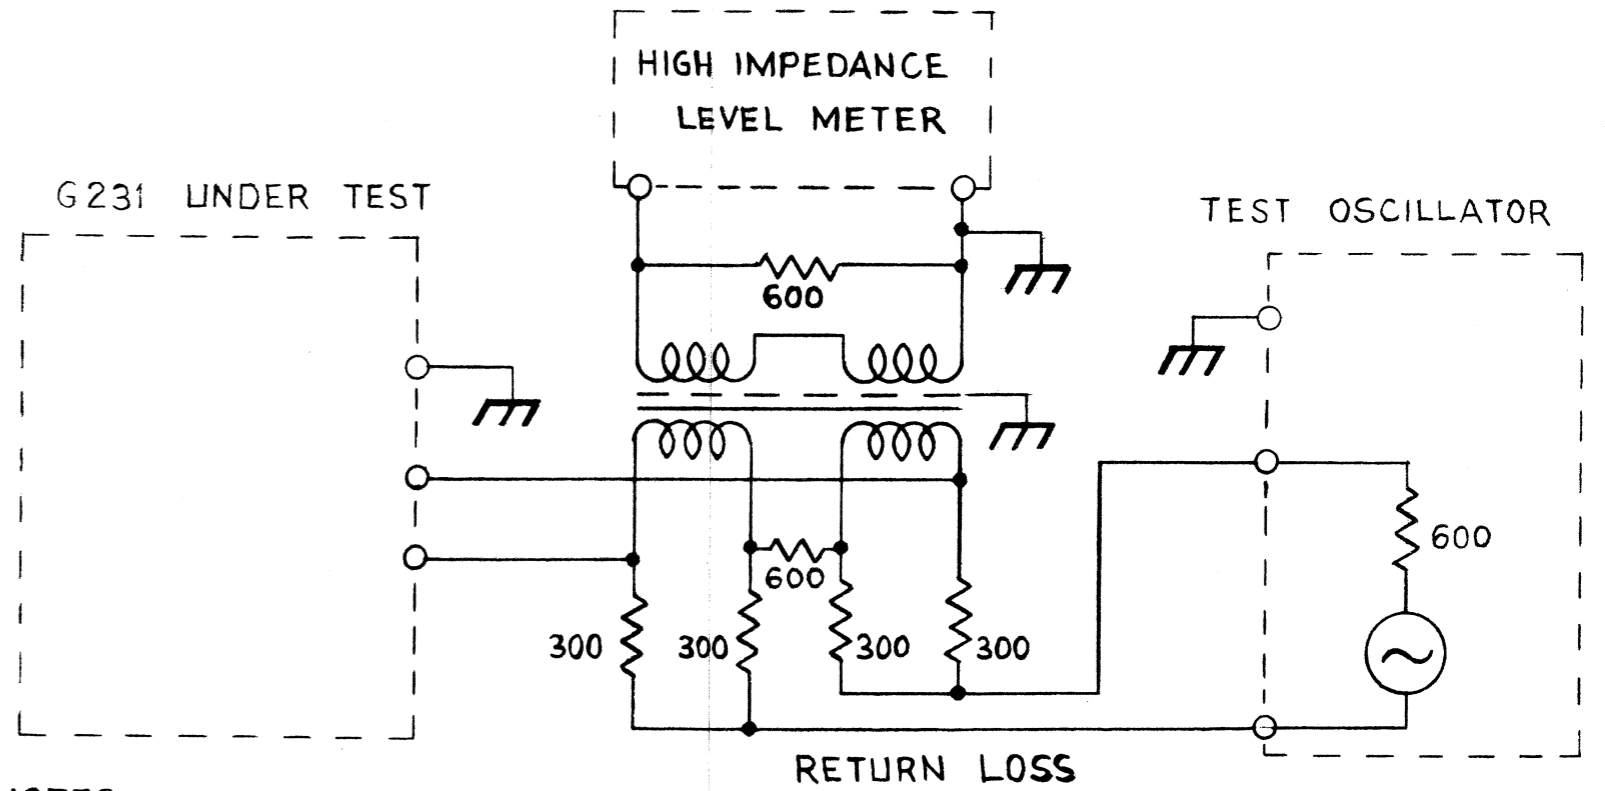 HIGH IMPEDANCE
LEVEL METER
G231 UNDER TEST
TEST OSCILLATOR
600
600
600
300
300
300
300
RETURN LOSS